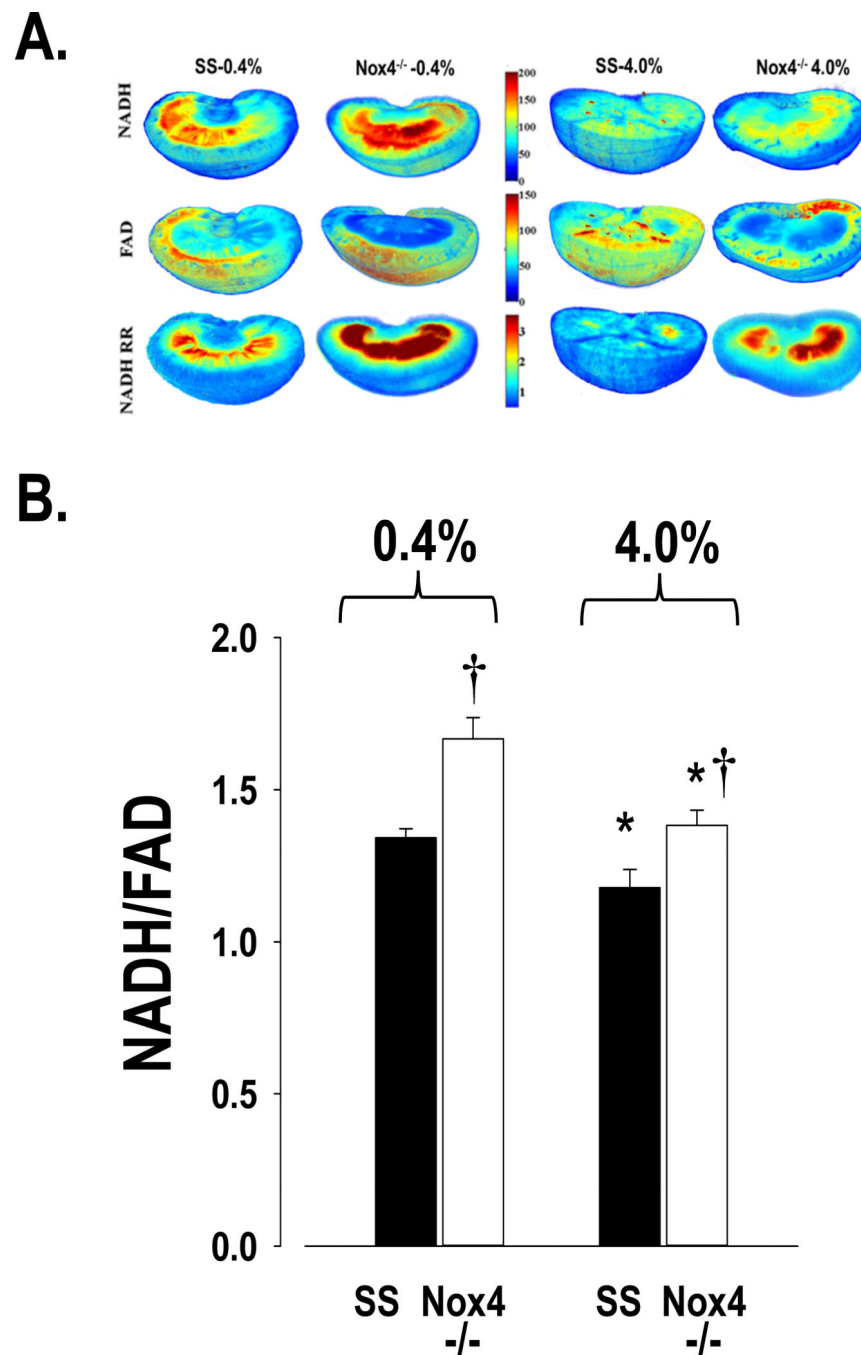 A.
SS-0.4% Nox4-/- -0.4% SS-4.0% Nox4-/- 4.0%
NADH
200
150
100
50
0
FAD
150
100
50
0
NADH RR
3
2
1
B.
0.4% 4.0%
2.0
†
1.5
* * †
1.0
0.5
0.0
NADH/FAD
SS Nox4 SS Nox4
-/- -/-